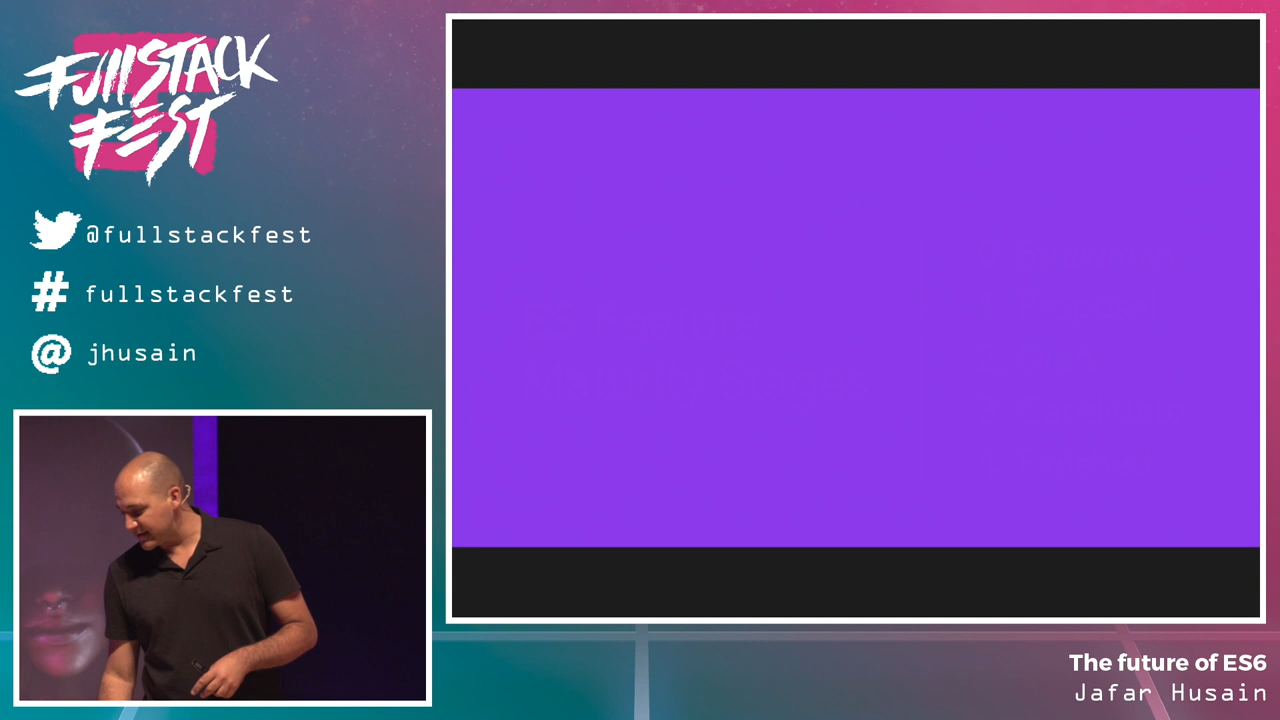 FullSTACK
FEST
@fullstackfest
# fullstackfest
@ jhusain
The future of ES6
Jafar Husain